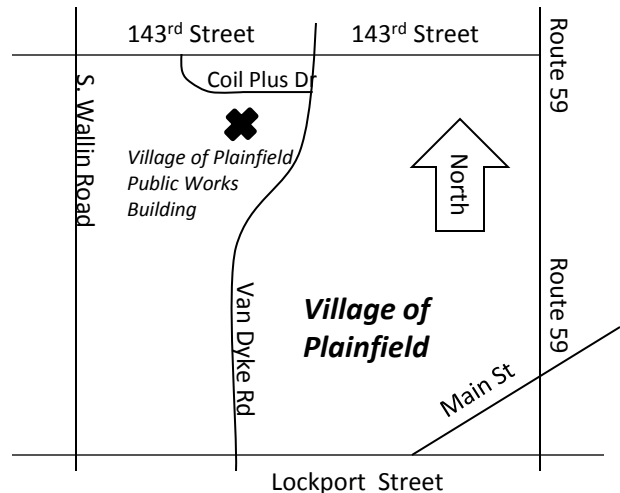 143rd Street
143rd Street
Route 59
Coil Plus Dr
S. Wallin Road
Village of Plainfield
Public Works
Building
North
Van Dyke Rd
Village of
Plainfield
Route 59
Main St
Lockport Street